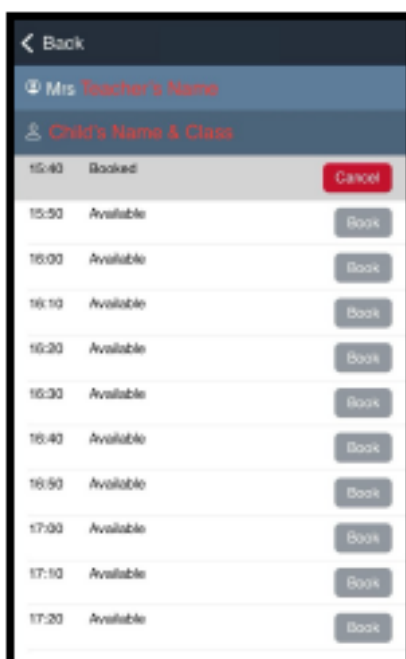 Back
Mrs Teacher's Name
Child's Name & Class
15:40 Booked Cancel
15:50 Available Book
16:00 Available Book
16:10 Available Book
16:20 Available Book
16:30 Available Book
16:40 Available Book
16:50 Available Book
17:00 Available Book
17:10 Available Book
17:20 Available Book